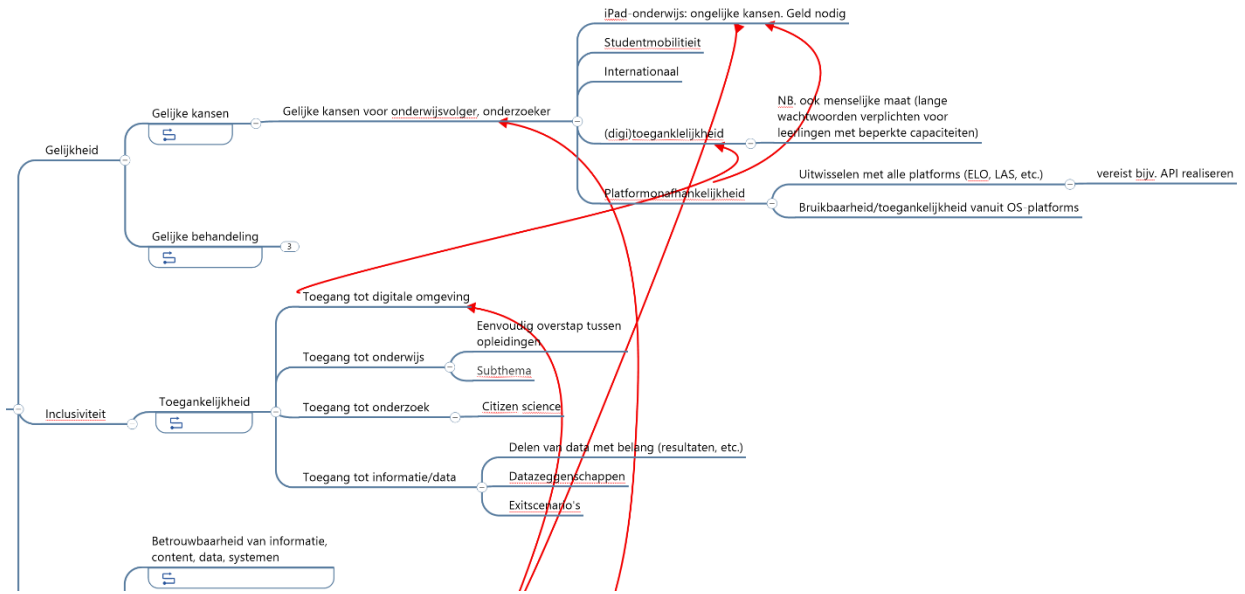 iPad-onderwijs: ongelijke kansen. Geld nodig
Studentmobilitieit
Internationaal
Gelijke kansen
Gelijke kansen voor onderwijsvolger, onderzoeker
NB. ook menselijke maat (lange
wachtwoorden verplichten voor
leerlingen met beperkte capaciteiten)
(digi)toeganklelijkheid
Gelijkheid
Uitwisselen met alle platforms (ELO, LAS, etc.)
vereist bijv. API realiseren
Platformonafhankelijkheid
Bruikbaarheid/toegankelijkheid vanuit OS-platforms
Gelijke behandeling
3
Toegang tot digitale omgeving
Eenvoudig overstap tussen
opleidingen
Toegang tot onderwijs
Subthema
Inclusiviteit
Toegankelijkheid
Toegang tot onderzoek
Citizen science
Delen van data met belang (resultaten, etc.)
Toegang tot informatie/data
Datazeggenschappen
Exitscenario's
Betrouwbaarheid van informatie,
content, data, systemen